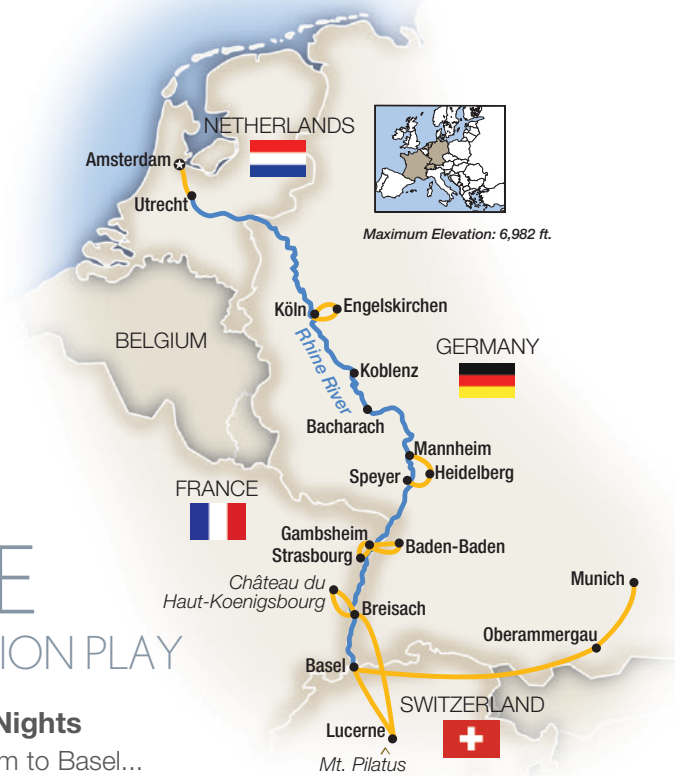 NETHERLANDS
Amsterdam
Utrecht
Maximum Elevation: 6,982 ft.
Köln
Engelskirchen
Rhine River
BELGIUM
GERMANY
Koblenz
Bacharach
Mannheim
Speyer
Heidelberg
FRANCE
Gambsheim
Strasbourg
Baden-Baden
Château du
Haut-Koenigsbourg
Breisach
Munich
Oberammergau
Basel
SWITZERLAND
Lucerne
Mt. Pilatus
E
ION PLAY
Nights
m to Basel...